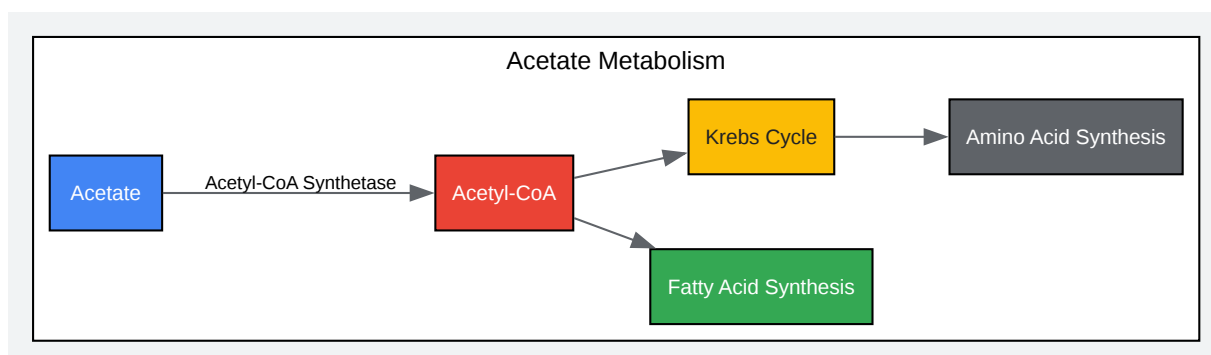 Acetate Metabolism
Acetate
Acetyl-CoA Synthetase
Acetyl-CoA
Krebs Cycle
Amino Acid Synthesis
Fatty Acid Synthesis